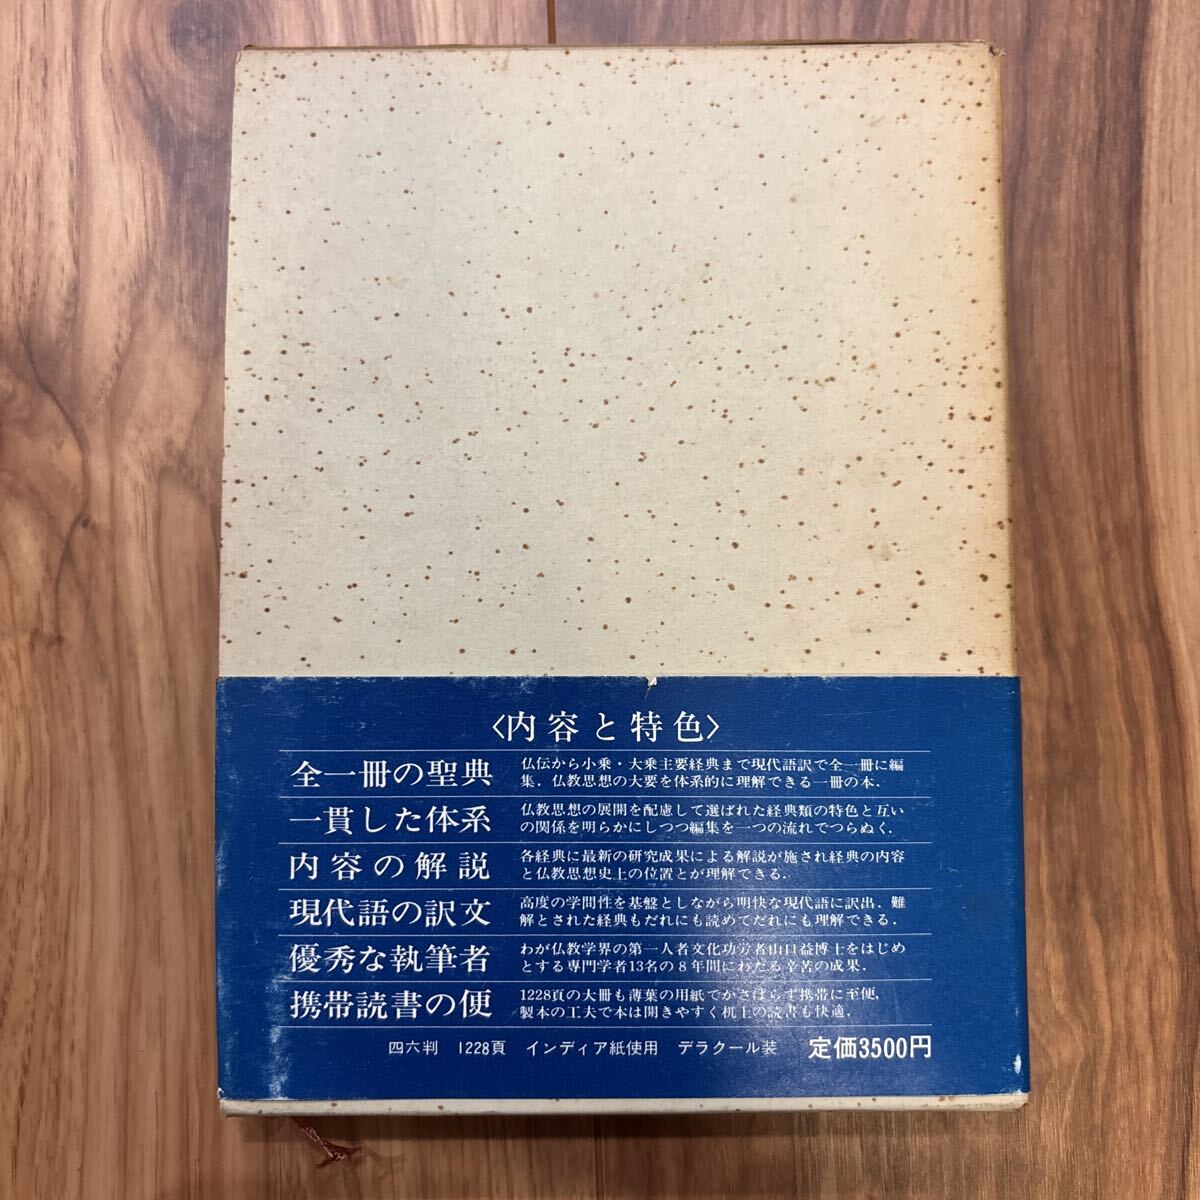 〈内容と特色〉
全一冊の聖典
仏伝から小乗・大乗主要経典まで現代語訳で全一冊に編
集．仏教思想の大要を体系的に理解できる一冊の本．
一貫した体系
仏教思想の展開を配慮して選ばれた経典類の特色と互い
の関係を明らかにしつつ編集を一つの流れでつらぬく．
内容の解説
各経典に最新の研究成果による解説が施され経典の内容
と仏教思想史上の位置とが理解できる．
現代語の訳文
高度の学問性を基盤としながら明快な現代語に訳出．難
解とされた経典もだれにも読めてだれにも理解できる．
優秀な執筆者
わが仏教学界の第一人者文化功労者山口益博士をはじめ
とする専門学者13名の8年間にわたる辛苦の成果．
携帯読書の便
1228頁の大冊も薄葉の用紙でかさばらず携帯に至便，
製本の工夫で本は開きやすく机上の読書も快適．
四六判 1228頁 インディア紙使用 デラクール装 定価3500円